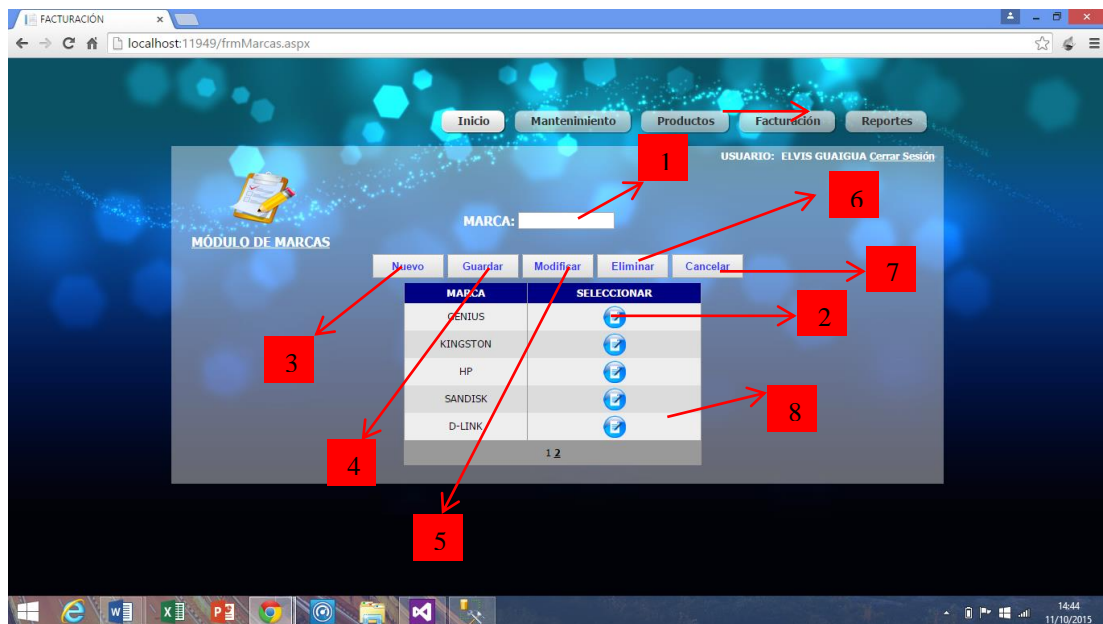 FACTURACIÓN
localhost:11949/frmMarcas.aspx
Inicio Mantenimiento Productos Facturación Reportes
1
USUARIO: ELVIS GUAIGUA Cerrar Sesión
6
MARCA:
MÓDULO DE MARCAS
Nuevo Guardar Modificar Eliminar Cancelar
7
MARCA SELECCIONAR
GENIUS
2
KINGSTON
3
HP
SANDISK
8
D-LINK
1 2
4
5
14:44
11/10/2015